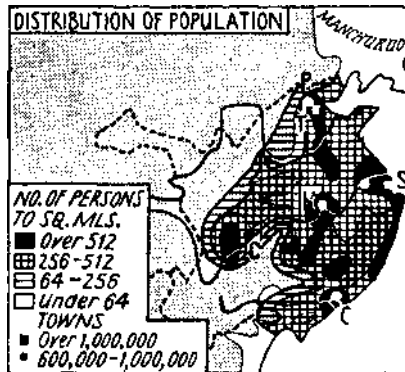 DISTRIBUTION OF POPULATION
MANCHUKUO
P
S
C
NO. OF PERSONS
TO SQ. MLS.
Over 512
256-512
64-256
under 64
TOWNS
Over 1,000,000
600,000-1,000,000